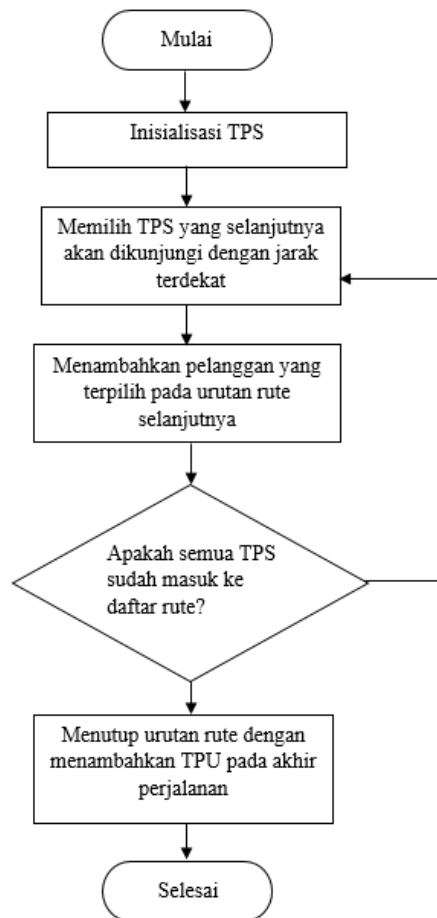 Mulai
Inisialisasi TPS
Memilih TPS yang selanjutnya
akan dikunjungi dengan jarak
terdekat
Menambahkan pelanggan yang
terpilih pada urutan rute
selanjutnya
Apakah semua TPS
sudah masuk ke
daftar rute?
Menutup urutan rute dengan
menambahkan TPU pada akhir
perjalanan
Selesai